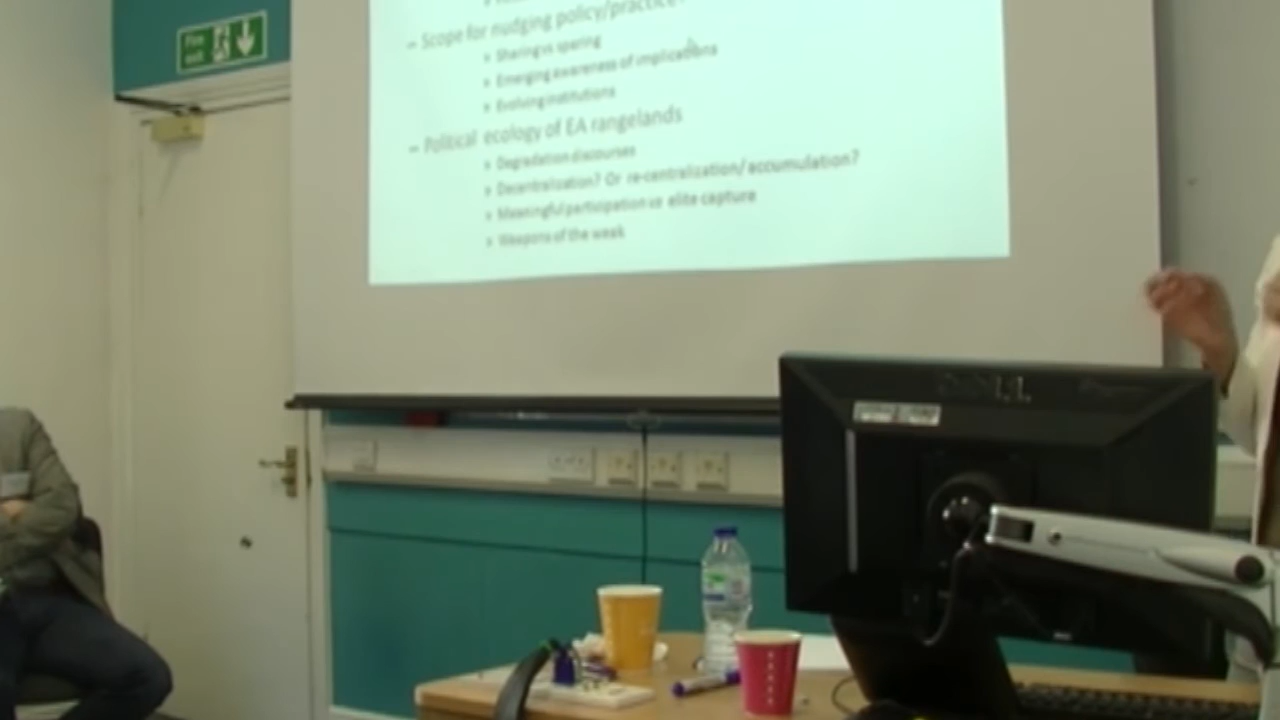 Fire exit
– Scope for nudging policy/practice?
» Sharing vs sparing
» Emerging awareness of implications
» Evolving institutions
– Political ecology of EA rangelands
» Degradation discourses
» Decentralization? Or re-centralization/accumulation?
» Meaningful participation vs elite capture
» Weapons of the weak
DELL